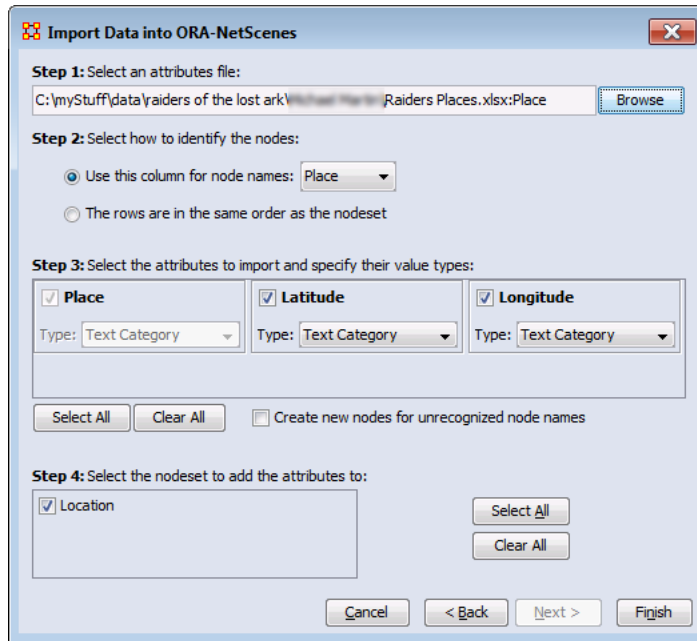 Import Data into ORA-NetScenes
Step 1: Select an attributes file:
C:\myStuff\data\raiders of the lost ark\ \Raiders Places.xlsx:Place Browse
Step 2: Select how to identify the nodes:
Use this column for node names: Place
The rows are in the same order as the nodeset
Step 3: Select the attributes to import and specify their value types:
Place Latitude Longitude
Type: Text Category Type: Text Category Type: Text Category
Select All Clear All Create new nodes for unrecognized node names
Step 4: Select the nodeset to add the attributes to:
Location
Select All
Clear All
Cancel < Back Next > Finish